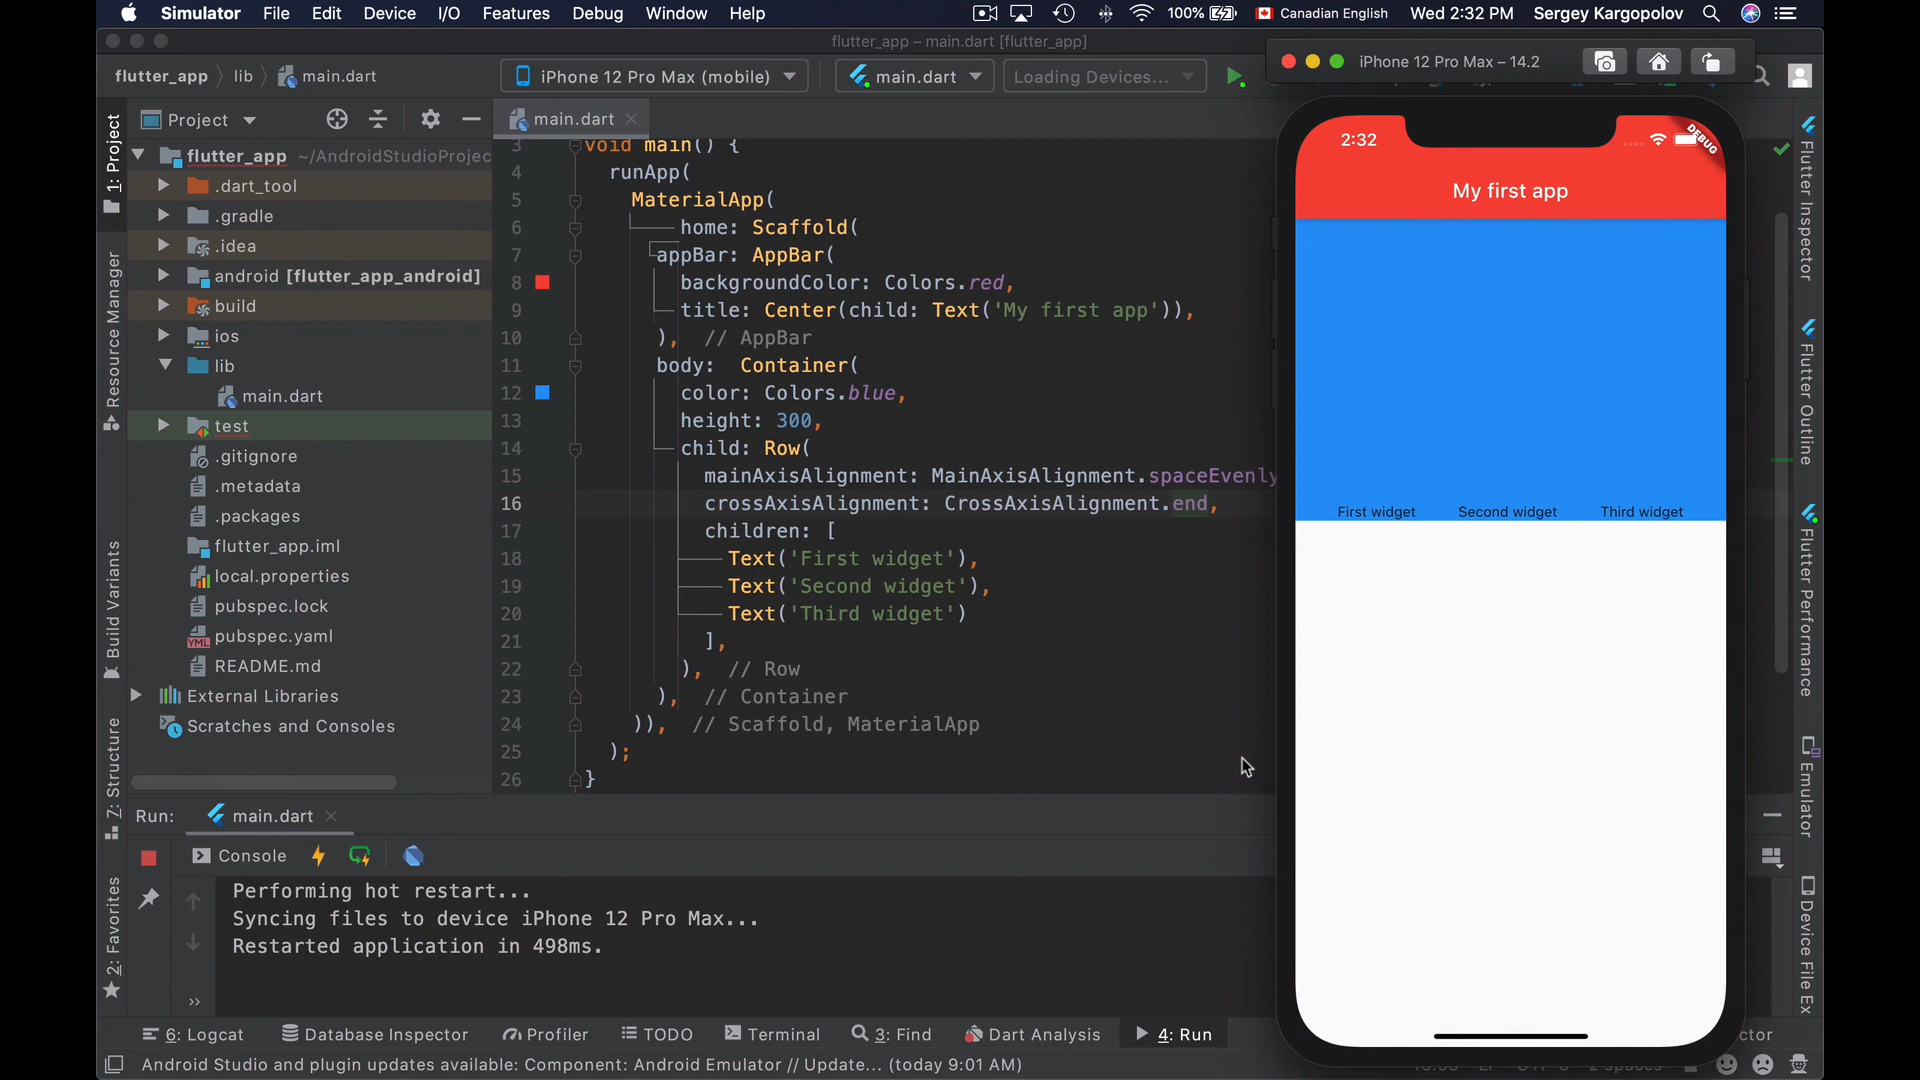 Simulator File Edit Device I/O Features Debug Window Help 100% Canadian English Wed 2:32 PM Sergey Kargopolov
flutter_app – main.dart [flutter_app]
flutter_app lib main.dart iPhone 12 Pro Max (mobile) main.dart Loading Devices...
iPhone 12 Pro Max – 14.2
1: Project
Resource Manager
Build Variants
Z: Structure
2: Favorites
Project
flutter_app ~/AndroidStudioProjec
.dart_tool
.gradle
.idea
android [flutter_app_android]
build
ios
lib
main.dart
test
.gitignore
.metadata
.packages
flutter_app.iml
local.properties
pubspec.lock
pubspec.yaml
README.md
External Libraries
Scratches and Consoles
main.dart
3 void main() {
4 runApp(
5 MaterialApp(
6 home: Scaffold(
7 appBar: AppBar(
8 backgroundColor: Colors.red,
9 title: Center(child: Text('My first app')),
10 ), // AppBar
11 body: Container(
12 color: Colors.blue,
13 height: 300,
14 child: Row(
15 mainAxisAlignment: MainAxisAlignment.spaceEvenly
16 crossAxisAlignment: CrossAxisAlignment.end,
17 children: [
18 Text('First widget'),
19 Text('Second widget'),
20 Text('Third widget')
21 ],
22 ), // Row
23 ), // Container
24 )), // Scaffold, MaterialApp
25 );
26 }
2:32
DEBUG
My first app
First widget Second widget Third widget
Flutter Inspector
Flutter Outline
Flutter Performance
Emulator
Device File Ex
Run: main.dart
Console
Performing hot restart...
Syncing files to device iPhone 12 Pro Max...
Restarted application in 498ms.
6: Logcat Database Inspector Profiler TODO Terminal 3: Find Dart Analysis 4: Run ctor
Android Studio and plugin updates available: Component: Android Emulator // Update... (today 9:01 AM)